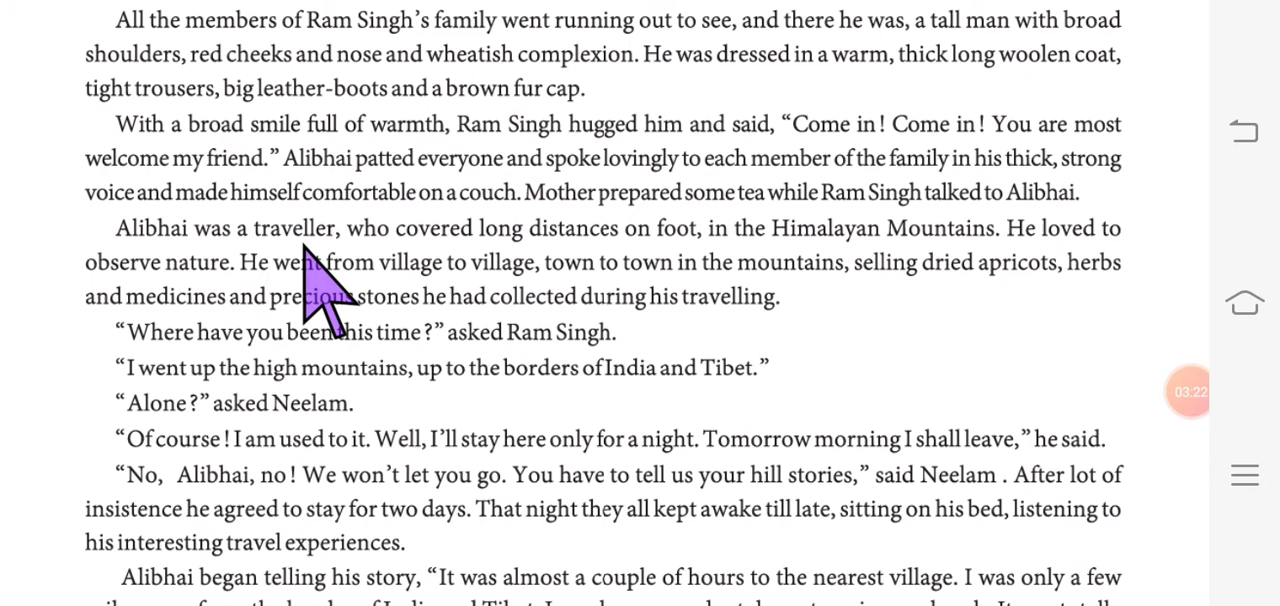 All the members of Ram Singh’s family went running out to see, and there he was, a tall man with broad
shoulders, red cheeks and nose and wheatish complexion. He was dressed in a warm, thick long woolen coat,
tight trousers, big leather-boots and a brown fur cap.
With a broad smile full of warmth, Ram Singh hugged him and said, “Come in! Come in! You are most
welcome my friend.” Alibhai patted everyone and spoke lovingly to each member of the family in his thick, strong
voice and made himself comfortable on a couch. Mother prepared some tea while Ram Singh talked to Alibhai.
Alibhai was a traveller, who covered long distances on foot, in the Himalayan Mountains. He loved to
observe nature. He went from village to village, town to town in the mountains, selling dried apricots, herbs
and medicines and precious stones he had collected during his travelling.
“Where have you been this time?” asked Ram Singh.
“I went up the high mountains, up to the borders of India and Tibet.”
03:22
“Alone?” asked Neelam.
“Of course! I am used to it. Well, I’ll stay here only for a night. Tomorrow morning I shall leave,” he said.
“No, Alibhai, no! We won’t let you go. You have to tell us your hill stories,” said Neelam . After lot of
insistence he agreed to stay for two days. That night they all kept awake till late, sitting on his bed, listening to
his interesting travel experiences.
Alibhai began telling his story, “It was almost a couple of hours to the nearest village. I was only a few